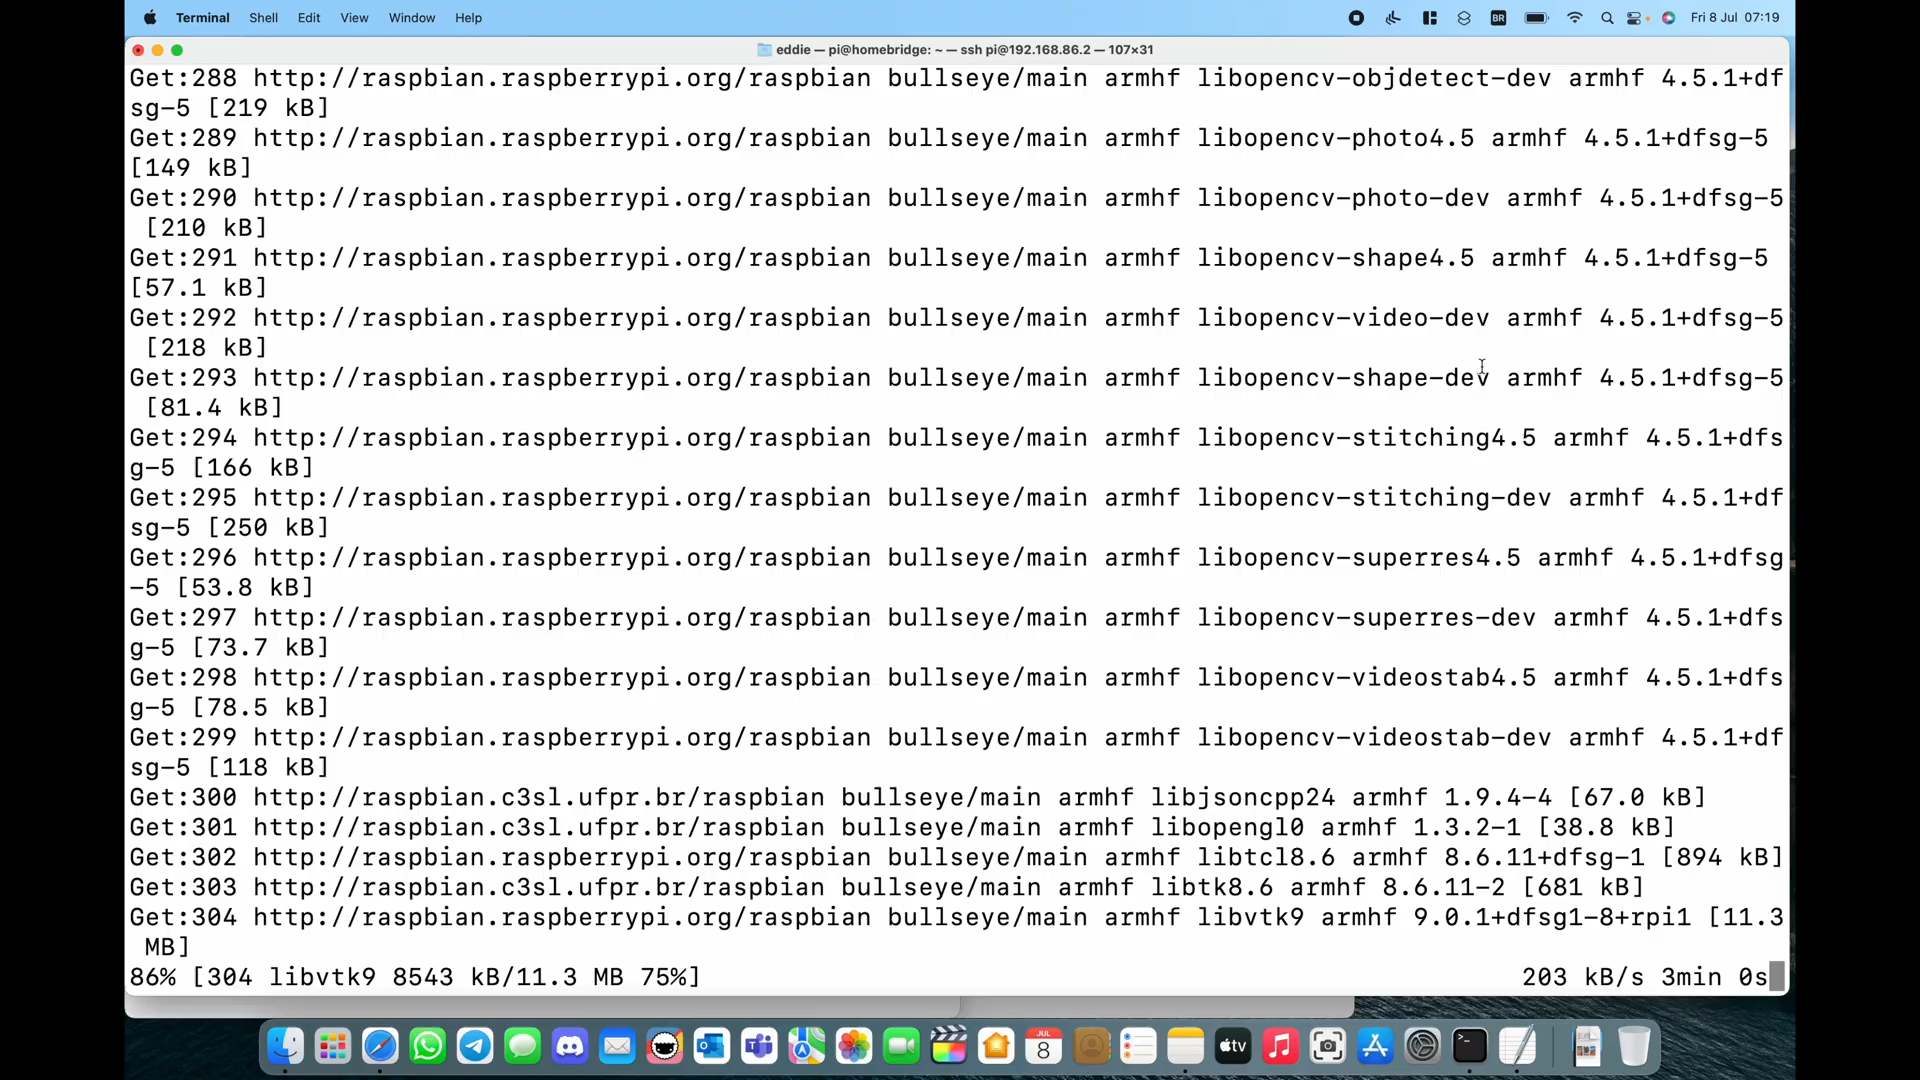 Terminal Shell Edit View Window Help BR Fri 8 Jul 07:19
eddie — pi@homebridge: ~ — ssh pi@192.168.86.2 — 107×31
Get:288 http://raspbian.raspberrypi.org/raspbian bullseye/main armhf libopencv-objdetect-dev armhf 4.5.1+df
sg-5 [219 kB]
Get:289 http://raspbian.raspberrypi.org/raspbian bullseye/main armhf libopencv-photo4.5 armhf 4.5.1+dfsg-5
[149 kB]
Get:290 http://raspbian.raspberrypi.org/raspbian bullseye/main armhf libopencv-photo-dev armhf 4.5.1+dfsg-5
[210 kB]
Get:291 http://raspbian.raspberrypi.org/raspbian bullseye/main armhf libopencv-shape4.5 armhf 4.5.1+dfsg-5
[57.1 kB]
Get:292 http://raspbian.raspberrypi.org/raspbian bullseye/main armhf libopencv-video-dev armhf 4.5.1+dfsg-5
[218 kB]
Get:293 http://raspbian.raspberrypi.org/raspbian bullseye/main armhf libopencv-shape-dev armhf 4.5.1+dfsg-5
[81.4 kB]
Get:294 http://raspbian.raspberrypi.org/raspbian bullseye/main armhf libopencv-stitching4.5 armhf 4.5.1+dfs
g-5 [166 kB]
Get:295 http://raspbian.raspberrypi.org/raspbian bullseye/main armhf libopencv-stitching-dev armhf 4.5.1+df
sg-5 [250 kB]
Get:296 http://raspbian.raspberrypi.org/raspbian bullseye/main armhf libopencv-superres4.5 armhf 4.5.1+dfsg
-5 [53.8 kB]
Get:297 http://raspbian.raspberrypi.org/raspbian bullseye/main armhf libopencv-superres-dev armhf 4.5.1+dfs
g-5 [73.7 kB]
Get:298 http://raspbian.raspberrypi.org/raspbian bullseye/main armhf libopencv-videostab4.5 armhf 4.5.1+dfs
g-5 [78.5 kB]
Get:299 http://raspbian.raspberrypi.org/raspbian bullseye/main armhf libopencv-videostab-dev armhf 4.5.1+df
sg-5 [118 kB]
Get:300 http://raspbian.c3sl.ufpr.br/raspbian bullseye/main armhf libjsoncpp24 armhf 1.9.4-4 [67.0 kB]
Get:301 http://raspbian.c3sl.ufpr.br/raspbian bullseye/main armhf libopengl0 armhf 1.3.2-1 [38.8 kB]
Get:302 http://raspbian.raspberrypi.org/raspbian bullseye/main armhf libtcl8.6 armhf 8.6.11+dfsg-1 [894 kB]
Get:303 http://raspbian.c3sl.ufpr.br/raspbian bullseye/main armhf libtk8.6 armhf 8.6.11-2 [681 kB]
Get:304 http://raspbian.raspberrypi.org/raspbian bullseye/main armhf libvtk9 armhf 9.0.1+dfsg1-8+rpi1 [11.3
MB]
86% [304 libvtk9 8543 kB/11.3 MB 75%] 203 kB/s 3min 0s
JUL
8
tv